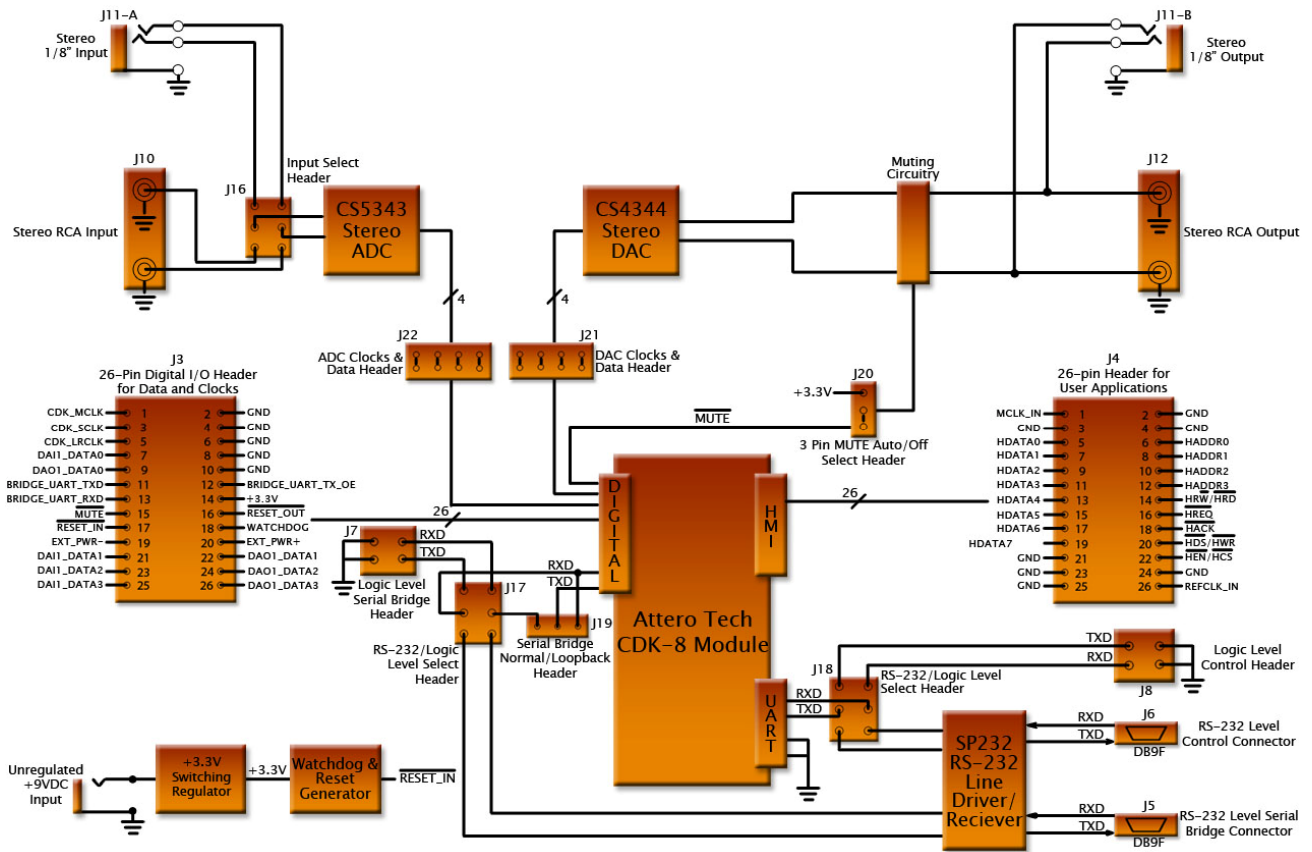 J11-A
Stereo
1/8" Input
J11-B
Stereo
1/8" Output
J10
Stereo RCA Input
J16
Input Select
Header
CS5343
Stereo
ADC
CS4344
Stereo
DAC
Muting
Circuitry
J12
Stereo RCA Output
4
4
J22
ADC Clocks &
Data Header
J21
DAC Clocks &
Data Header
J20
+3.3V
MUTE
3 Pin MUTE Auto/Off
Select Header
J3
26-Pin Digital I/O Header
for Data and Clocks
CDK_MCLK 1 2 GND
CDK_SCLK 3 4 GND
CDK_LRCLK 5 6 GND
DAI1_DATA0 7 8 GND
DAO1_DATA0 9 10 GND
BRIDGE_UART_TXD 11 12 BRIDGE_UART_TX_OE
BRIDGE_UART_RXD 13 14 +3.3V
MUTE 15 16 RESET_OUT
RESET_IN 17 18 WATCHDOG
EXT_PWR- 19 20 EXT_PWR+
DAI1_DATA1 21 22 DAO1_DATA1
DAI1_DATA2 23 24 DAO1_DATA2
DAI1_DATA3 25 26 DAO1_DATA3
26
J4
26-pin Header for
User Applications
MCLK_IN 1 2 GND
GND 3 4 GND
HDATA0 5 6 HADDR0
HDATA1 7 8 HADDR1
HDATA2 9 10 HADDR2
HDATA3 11 12 HADDR3
HDATA4 13 14 HRW/HRD
HDATA5 15 16 HREQ
HDATA6 17 18 HACK
HDATA7 19 20 HDS/HWR
GND 21 22 HEN/HCS
GND 23 24 GND
GND 25 26 REFCLK_IN
26
DIGITAL
HMI
UART
Attero Tech
CDK-8 Module
J7
RXD
TXD
Logic Level
Serial Bridge
Header
J17
RS-232/Logic
Level Select
Header
RXD
TXD
J19
Serial Bridge
Normal/Loopback
Header
RXD
TXD
J18
RS-232/Logic Level
Select Header
TXD
RXD
J8
Logic Level
Control Header
SP232
RS-232
Line
Driver/
Reciever
RXD
TXD
J6
DB9F
RS-232 Level
Control Connector
RXD
TXD
J5
DB9F
RS-232 Level Serial
Bridge Connector
Unregulated
+9VDC
Input
+3.3V
Switching
Regulator
+3.3V
Watchdog &
Reset
Generator
RESET_IN